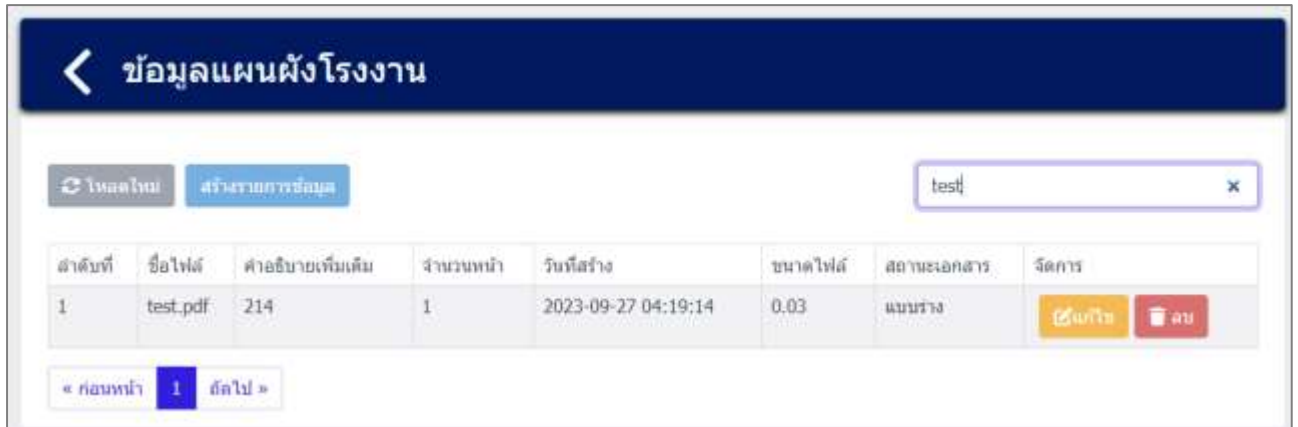 ข้อมูลแผนผังโรงงาน
โหลดใหม่ สร้างรายการข้อมูล test
ลำดับที่ ชื่อไฟล์ คำอธิบายเพิ่มเติม จำนวนหน้า วันที่สร้าง ขนาดไฟล์ สถานะเอกสาร จัดการ
1 test.pdf 214 1 2023-09-27 04:19:14 0.03 แบบร่าง แก้ไข ลบ
« ก่อนหน้า 1 ถัดไป »